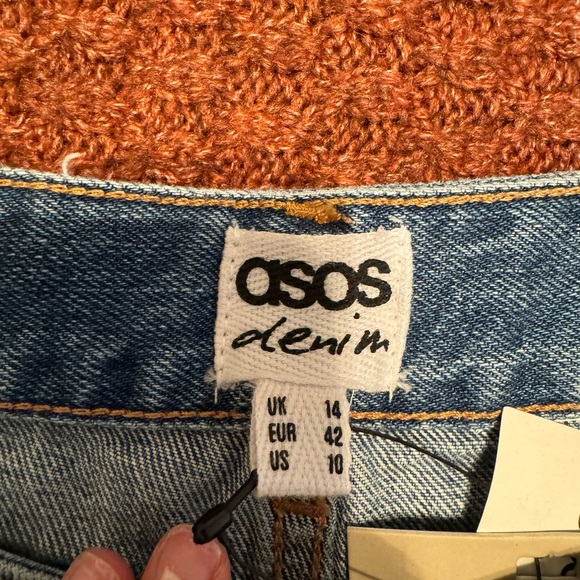 asos
denim
UK 14
EUR 42
US 10